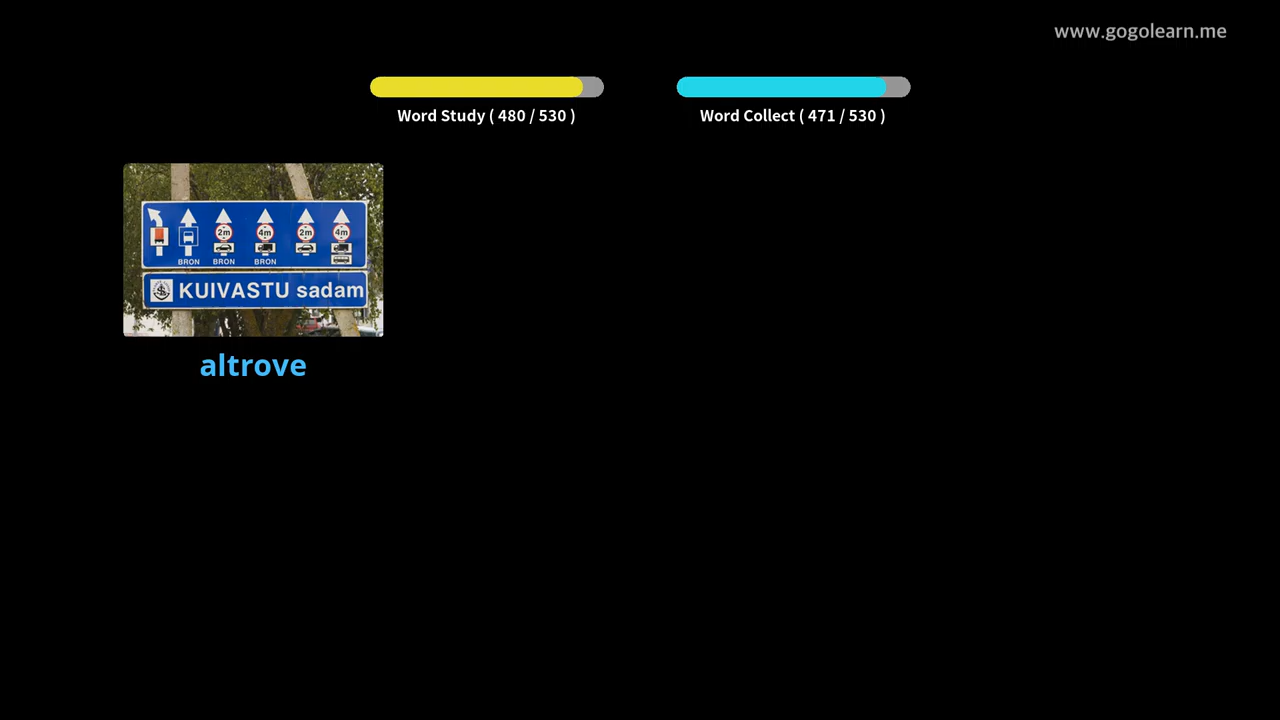 www.gogolearn.me
Word Study ( 480 / 530 )
Word Collect ( 471 / 530 )
2m 4m 2m 4m
BRON BRON BRON
KUIVASTU sadam
altrove